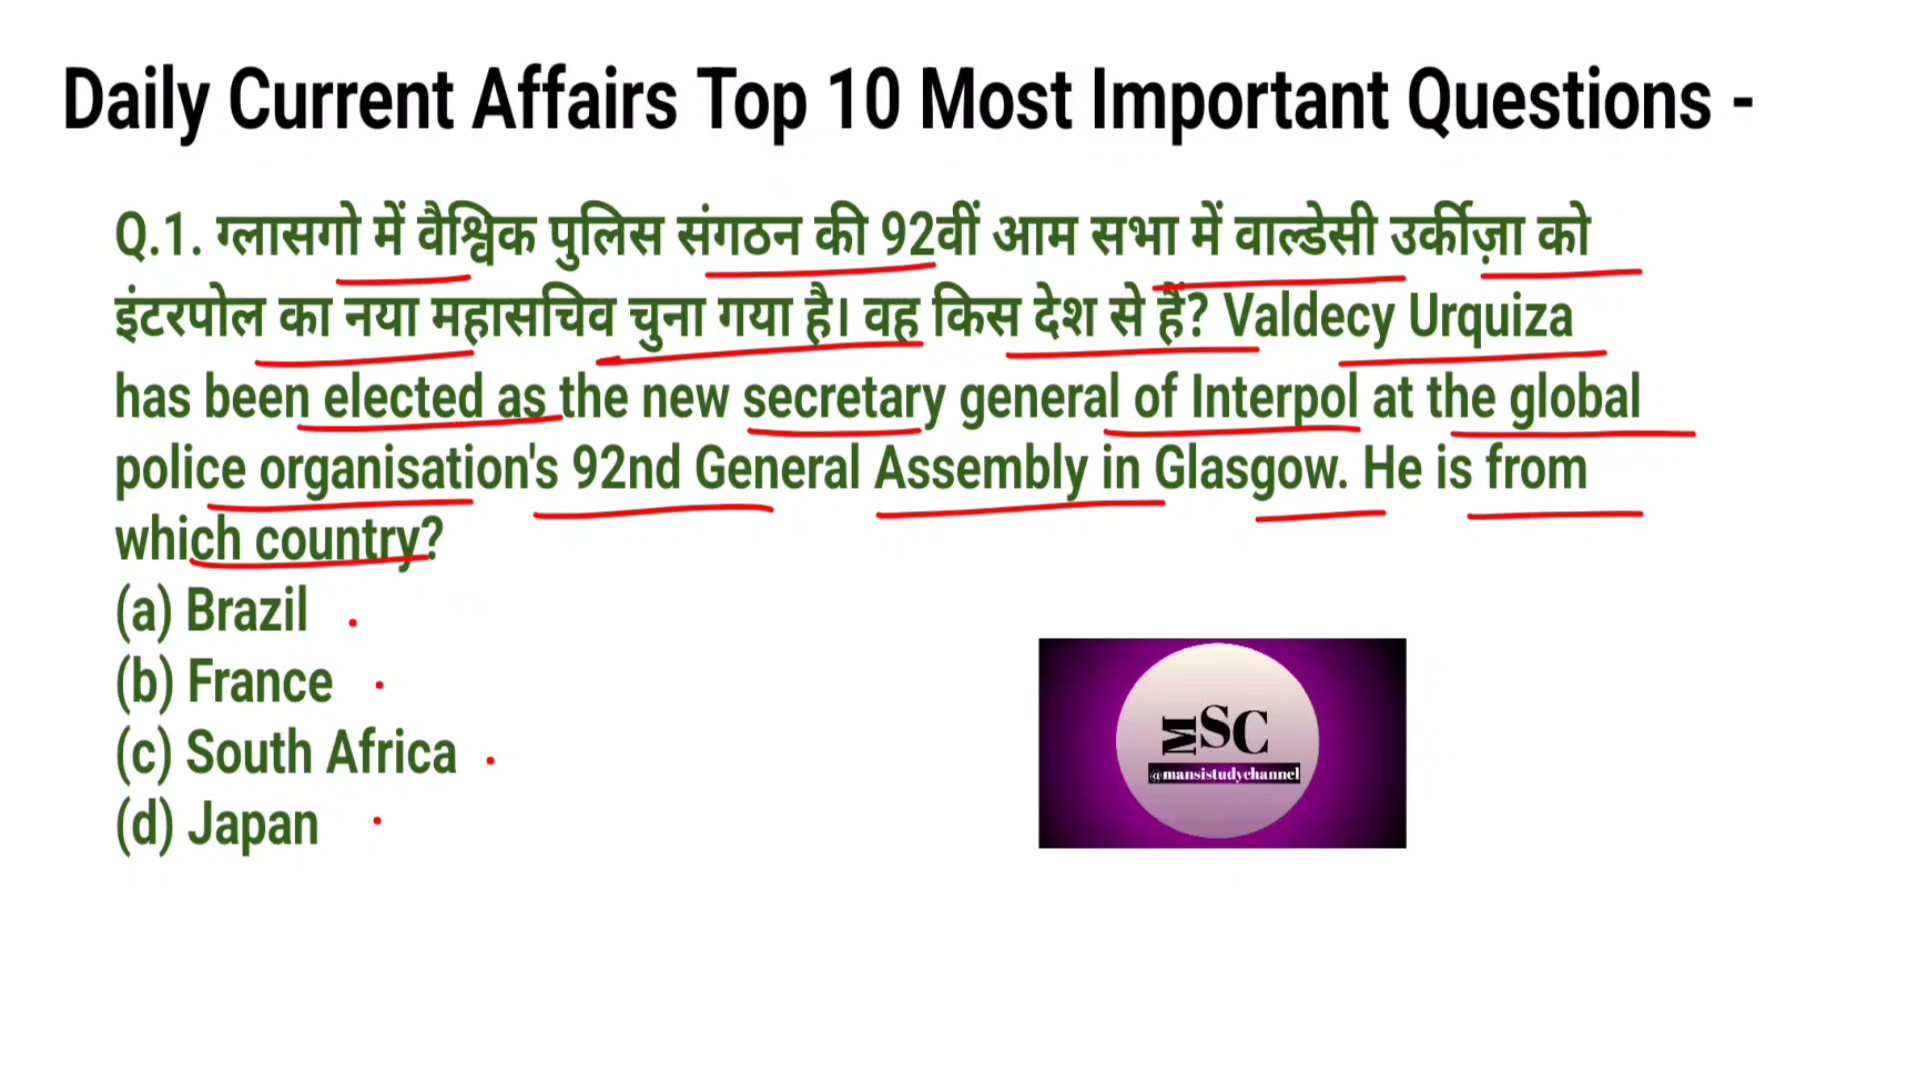 Daily Current Affairs Top 10 Most Important Questions -
Q.1. ग्लासगो में वैश्विक पुलिस संगठन की 92वीं आम सभा में वाल्डेसी उर्कीज़ा को
इंटरपोल का नया महासचिव चुना गया है। वह किस देश से हैं? Valdecy Urquiza
has been elected as the new secretary general of Interpol at the global
police organisation's 92nd General Assembly in Glasgow. He is from
which country?
(a) Brazil
(b) France
(c) South Africa
(d) Japan
MSC
@mansistudychannel